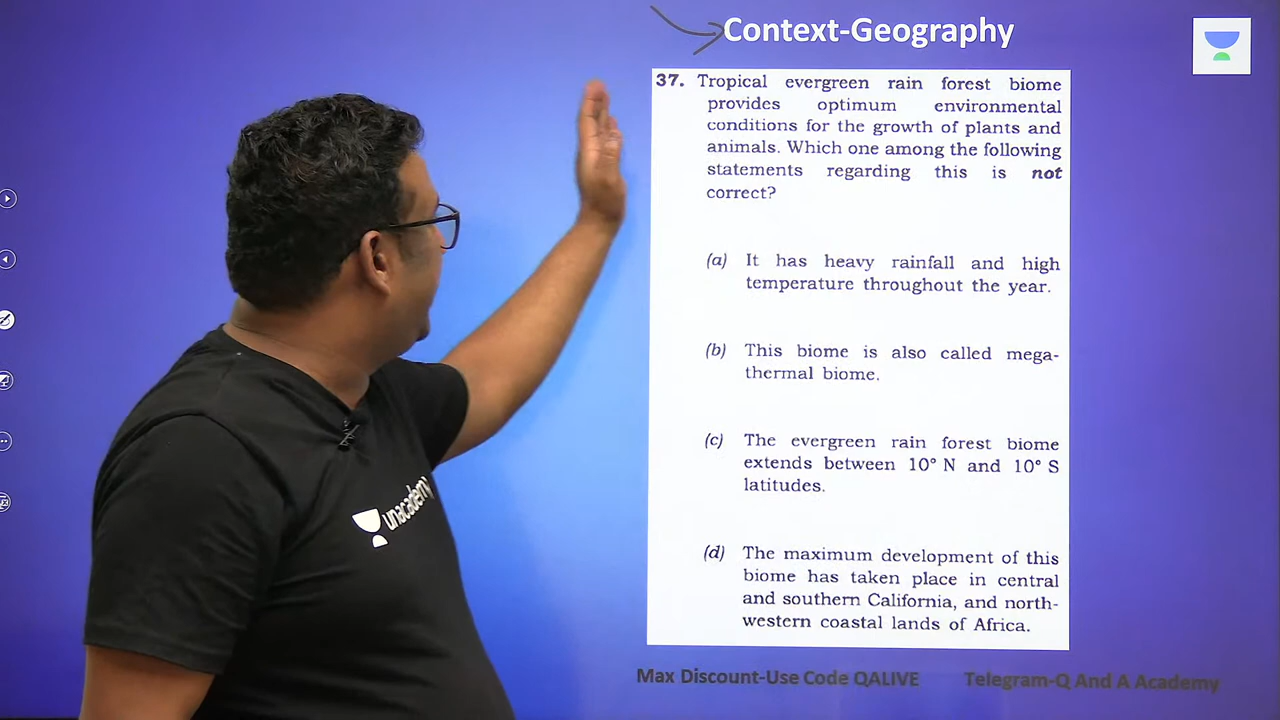 Context-Geography
37. Tropical evergreen rain forest biome
provides optimum environmental
conditions for the growth of plants and
animals. Which one among the following
statements regarding this is not
correct?
(a) It has heavy rainfall and high
temperature throughout the year.
(b) This biome is also called mega-
thermal biome.
(c) The evergreen rain forest biome
extends between 10° N and 10° S
latitudes.
(d) The maximum development of this
biome has taken place in central
and southern California, and north-
western coastal lands of Africa.
unacademy
Max Discount-Use Code QALIVE Telegram-Q And A Academy